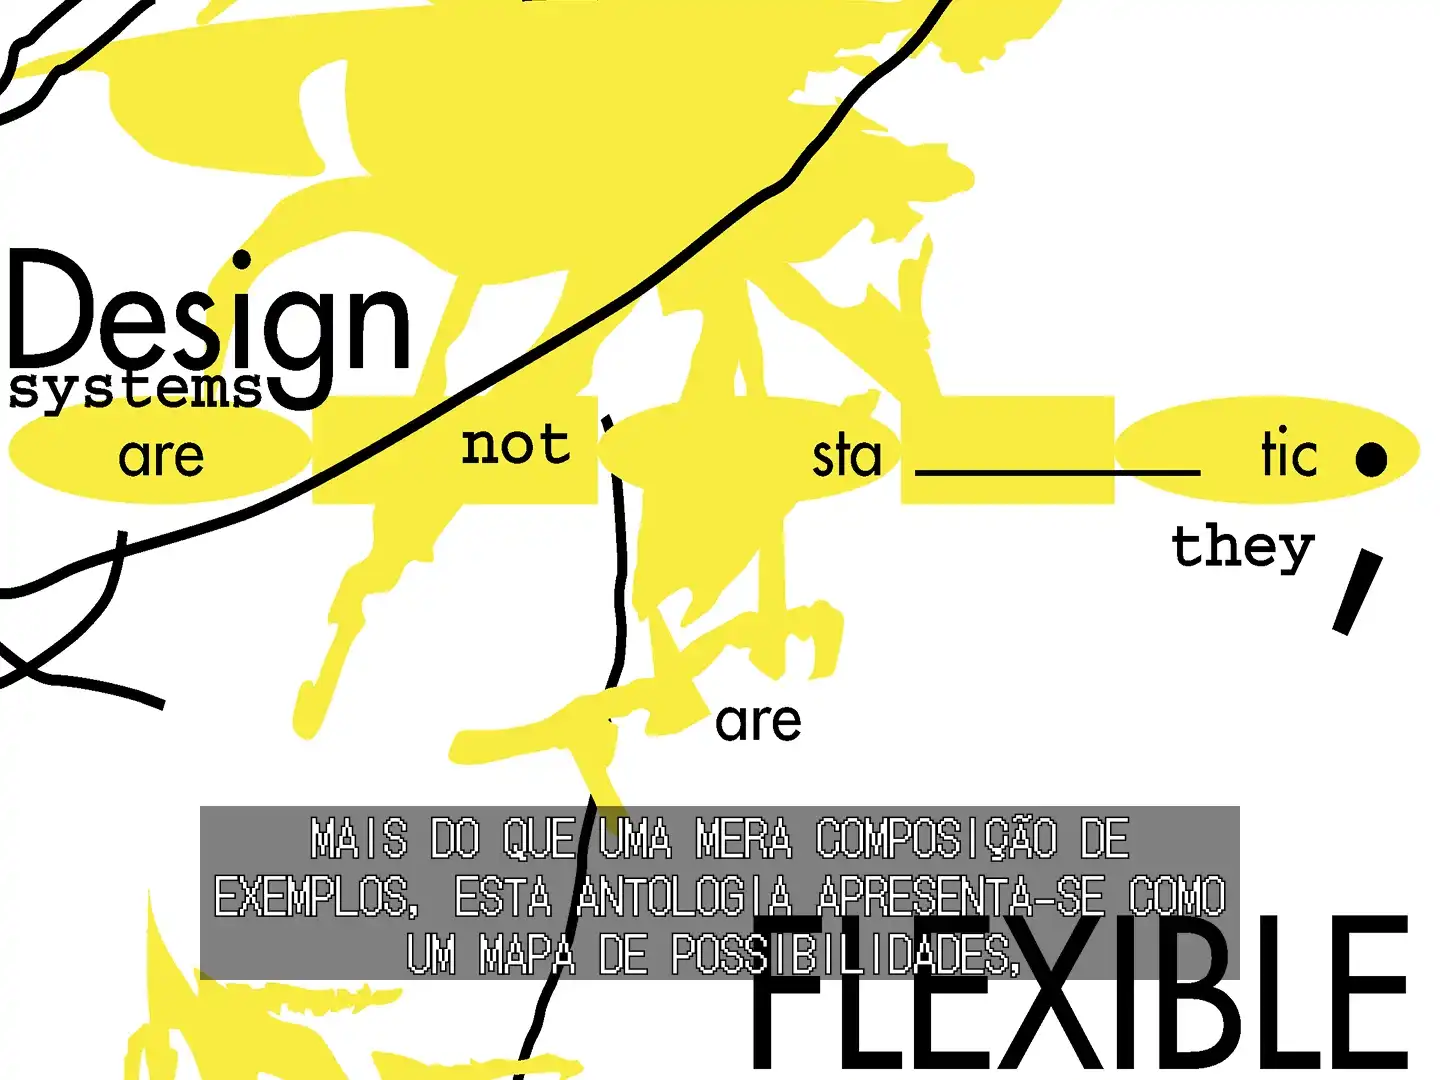 Design
systems
are not sta tic .
they '
are
MAIS DO QUE UMA MERA COMPOSIÇÃO DE
EXEMPLOS, ESTA ANTOLOGIA APRESENTA-SE COMO
UM MAPA DE POSSIBILIDADES,
FLEXIBLE